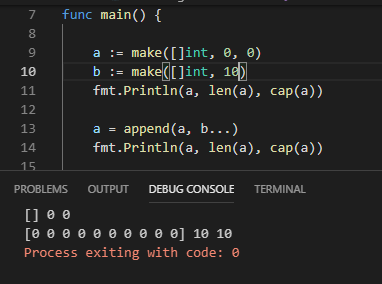 7 func main() {
8
9 a := make([]int, 0, 0)
10 b := make([]int, 10)
11 fmt.Println(a, len(a), cap(a))
12
13 a = append(a, b...)
14 fmt.Println(a, len(a), cap(a))
15
PROBLEMS OUTPUT DEBUG CONSOLE TERMINAL
[] 0 0
[0 0 0 0 0 0 0 0 0 0] 10 10
Process exiting with code: 0